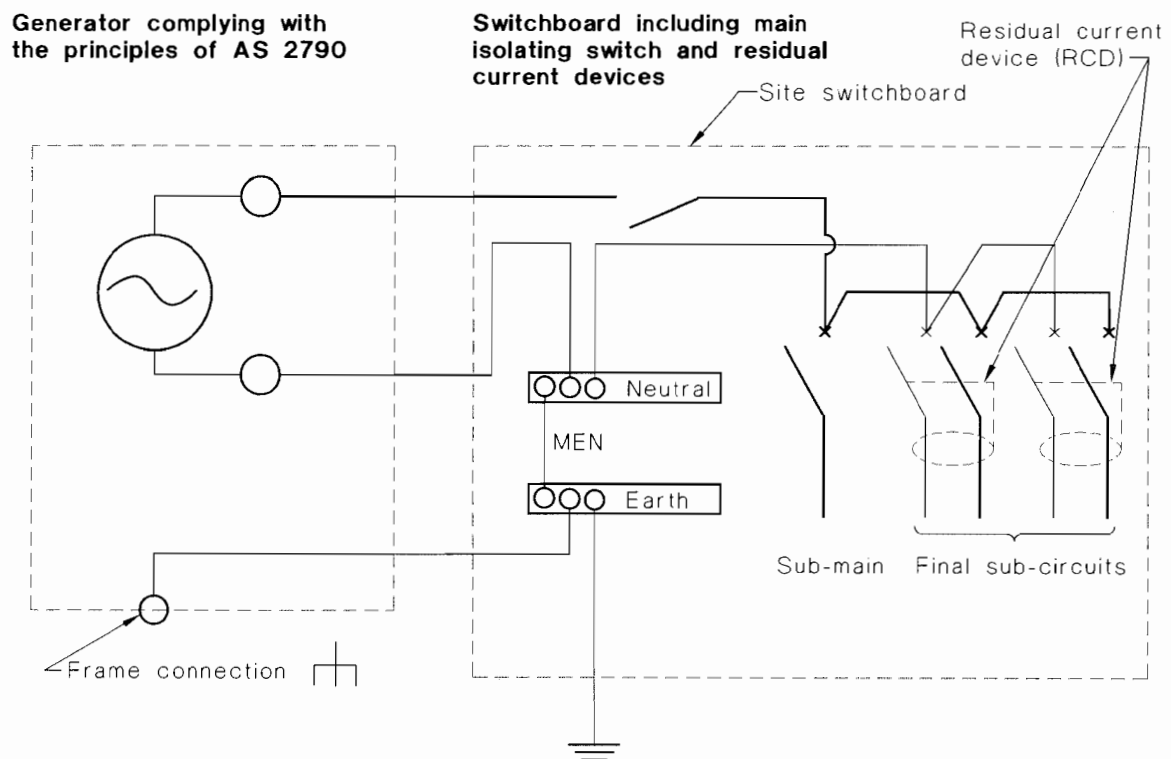 Generator complying with
the principles of AS 2790
Switchboard including main
isolating switch and residual
current devices
Residual current
device (RCD)
Site switchboard
Neutral
MEN
Earth
Sub-main
Final sub-circuits
Frame connection